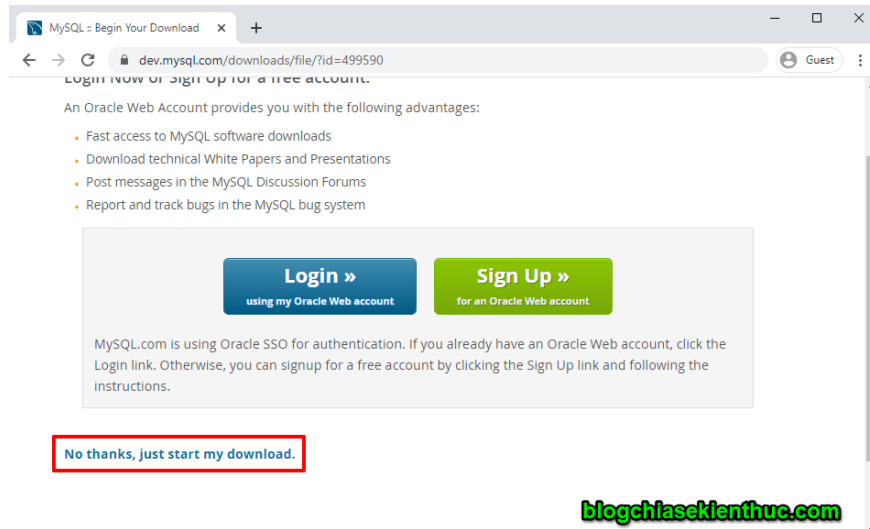 MySQL :: Begin Your Download
dev.mysql.com/downloads/file/?id=499590
Guest
Login Now or Sign Up for a free account.
An Oracle Web Account provides you with the following advantages:
Fast access to MySQL software downloads
Download technical White Papers and Presentations
Post messages in the MySQL Discussion Forums
Report and track bugs in the MySQL bug system
Login »
using my Oracle Web account
Sign Up »
for an Oracle Web account
MySQL.com is using Oracle SSO for authentication. If you already have an Oracle Web account, click the
Login link. Otherwise, you can signup for a free account by clicking the Sign Up link and following the
instructions.
No thanks, just start my download.
blogchiasekienthuc.com